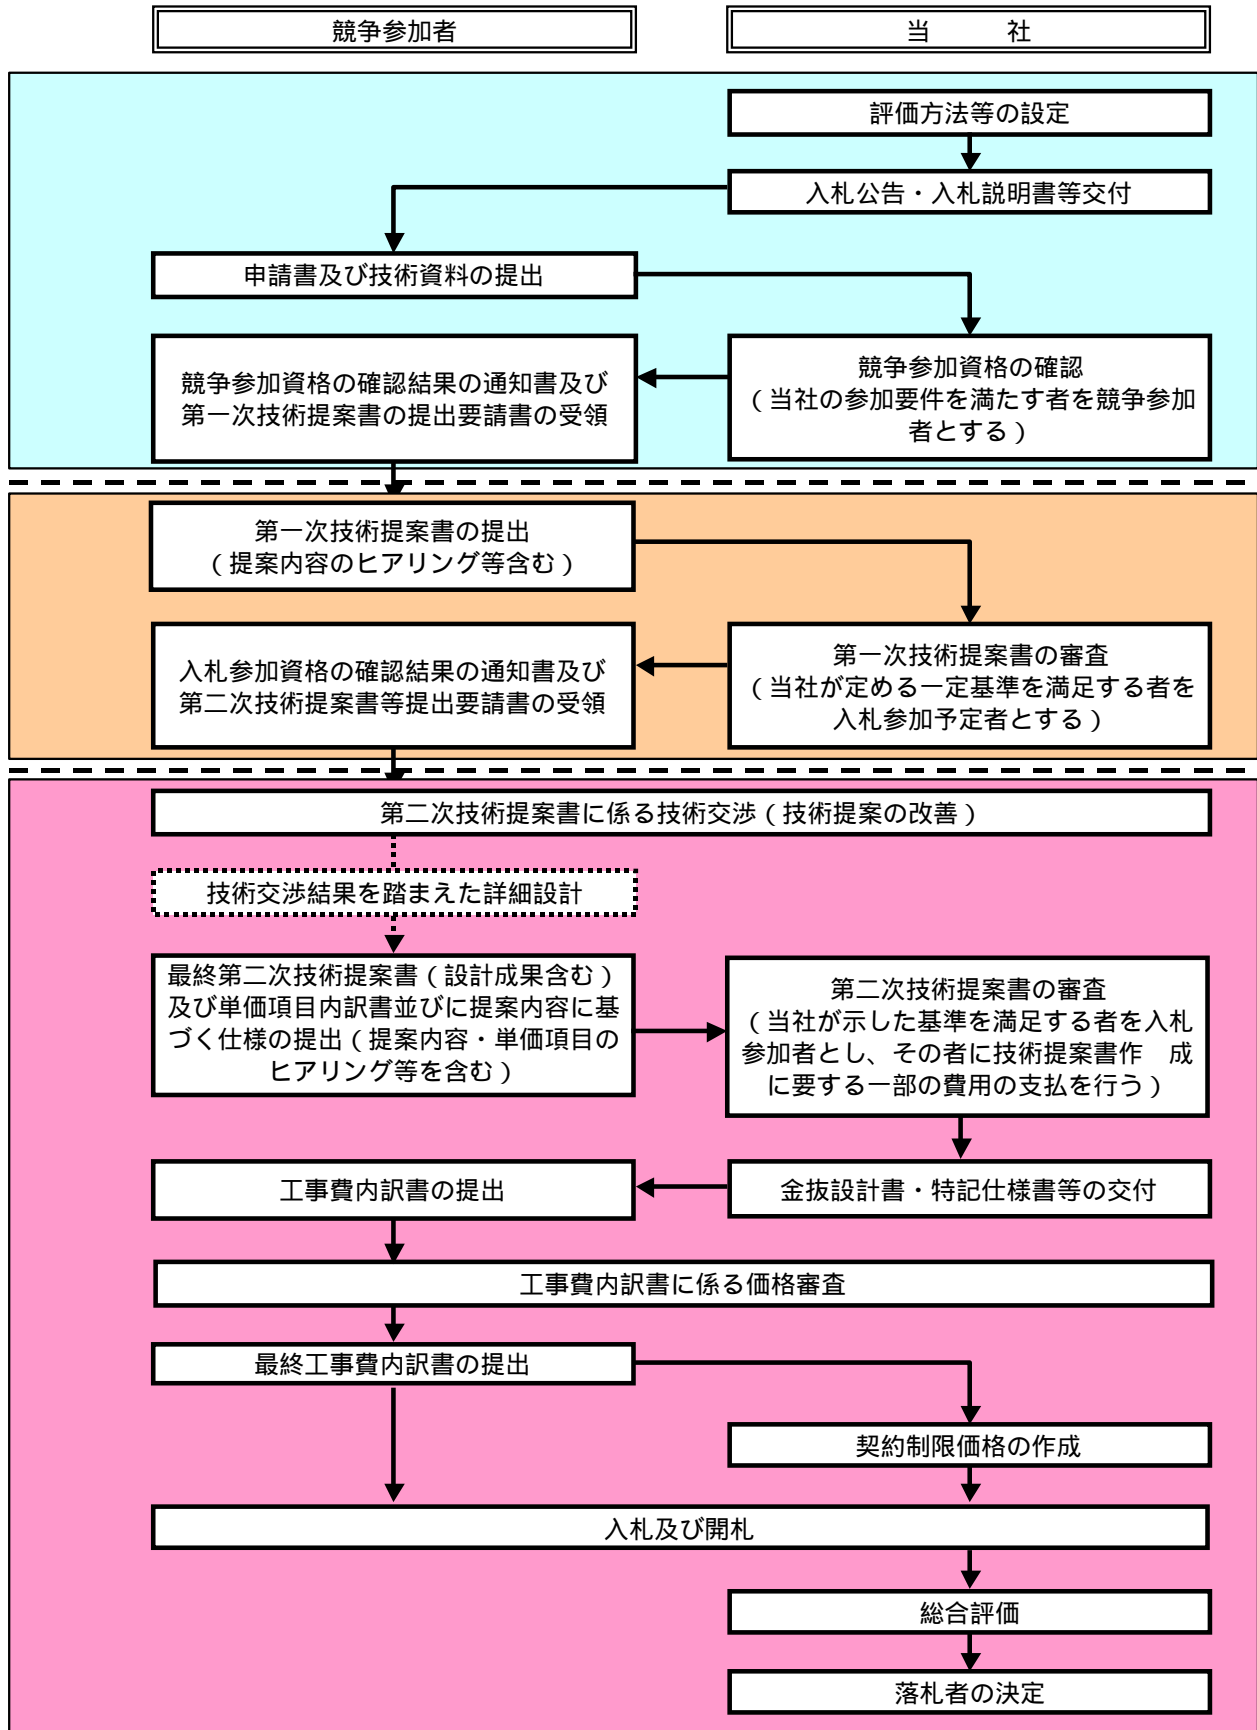 競争参加者
当　　　社
評価方法等の設定
入札公告・入札説明書等交付
申請書及び技術資料の提出
競争参加資格の確認結果の通知書及び
第一次技術提案書の提出要請書の受領
競争参加資格の確認
（当社の参加要件を満たす者を競争参加
者とする）
第一次技術提案書の提出
（提案内容のヒアリング等含む）
入札参加資格の確認結果の通知書及び
第二次技術提案書等提出要請書の受領
第一次技術提案書の審査
（当社が定める一定基準を満足する者を
入札参加予定者とする）
第二次技術提案書に係る技術交渉（技術提案の改善）
技術交渉結果を踏まえた詳細設計
最終第二次技術提案書（設計成果含む）
及び単価項目内訳書並びに提案内容に基
づく仕様の提出（提案内容・単価項目の
ヒアリング等を含む）
第二次技術提案書の審査
（当社が示した基準を満足する者を入札
参加者とし、その者に技術提案書作　成
に要する一部の費用の支払を行う）
工事費内訳書の提出
金抜設計書・特記仕様書等の交付
工事費内訳書に係る価格審査
最終工事費内訳書の提出
契約制限価格の作成
入札及び開札
総合評価
落札者の決定